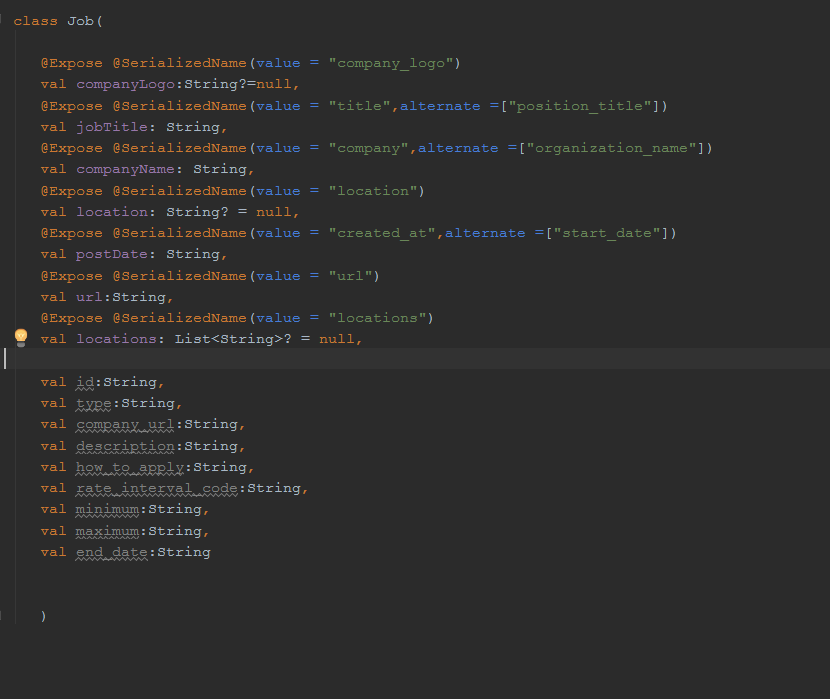 class Job(
@Expose @SerializedName(value = "company_logo")
val companyLogo:String?=null,
@Expose @SerializedName(value = "title",alternate =["position_title"])
val jobTitle: String,
@Expose @SerializedName(value = "company",alternate =["organization_name"])
val companyName: String,
@Expose @SerializedName(value = "location")
val location: String? = null,
@Expose @SerializedName(value = "created_at",alternate =["start_date"])
val postDate: String,
@Expose @SerializedName(value = "url")
val url:String,
@Expose @SerializedName(value = "locations")
val locations: List<String>? = null,
val id:String,
val type:String,
val company_url:String,
val description:String,
val how_to_apply:String,
val rate_interval_code:String,
val minimum:String,
val maximum:String,
val end_date:String
)